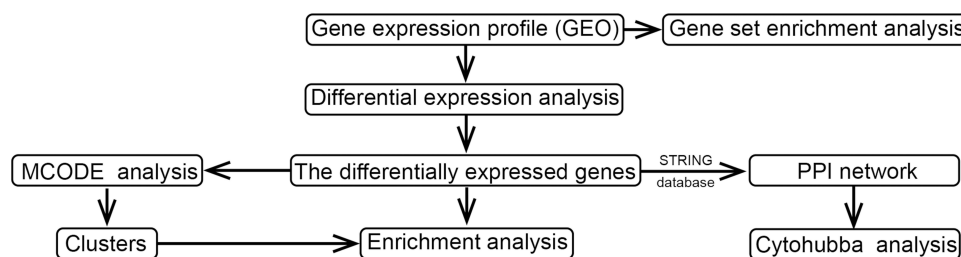 Gene expression profile (GEO)
Gene set enrichment analysis
Differential expression analysis
MCODE analysis
The differentially expressed genes
STRING
database
PPI network
Clusters
Enrichment analysis
Cytohubba analysis